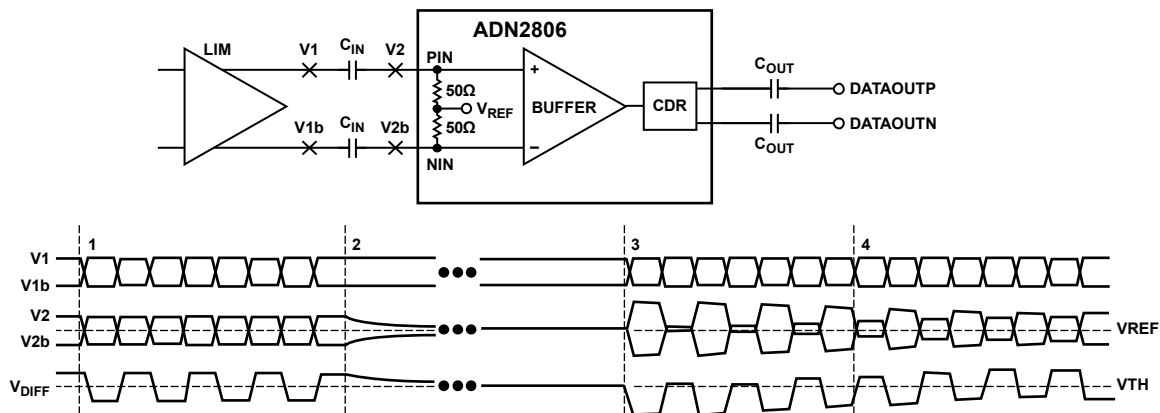 ADN2806
LIM
V1
C_IN
V2
PIN
50Ω
V_REF
50Ω
+
BUFFER
−
CDR
C_OUT
DATAOUTP
DATAOUTN
C_OUT
V1b
C_IN
V2b
NIN
1
2
3
4
V1
V1b
V2
V2b
VREF
V_DIFF
VTH